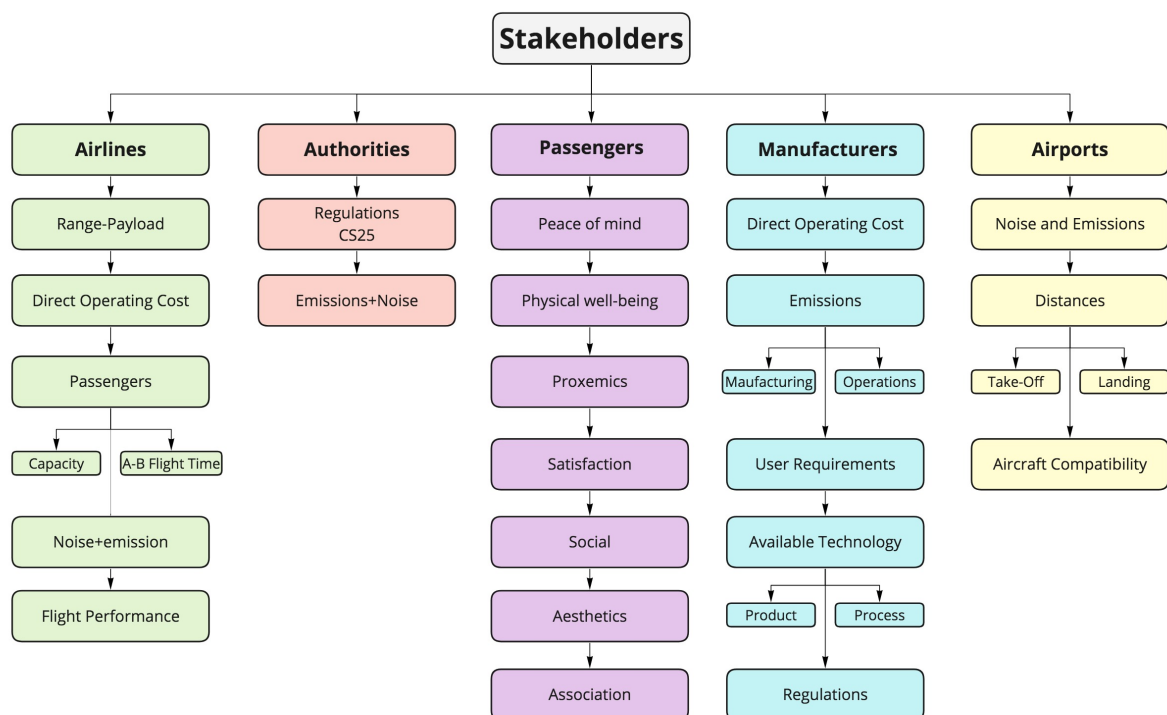 Stakeholders
Airlines
Range-Payload
Direct Operating Cost
Passengers
Capacity
A-B Flight Time
Noise+emission
Flight Performance
Authorities
Regulations
CS25
Emissions+Noise
Passengers
Peace of mind
Physical well-being
Proxemics
Satisfaction
Social
Aesthetics
Association
Manufacturers
Direct Operating Cost
Emissions
Maufacturing
Operations
User Requirements
Available Technology
Product
Process
Regulations
Airports
Noise and Emissions
Distances
Take-Off
Landing
Aircraft Compatibility